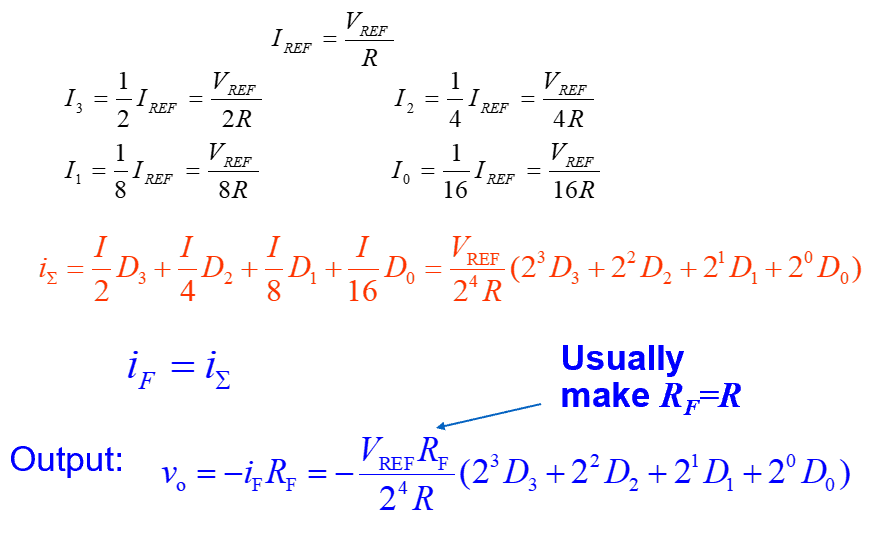 I_{REF} = \frac{V_{REF}}{R}
I_3 = \frac{1}{2} I_{REF} = \frac{V_{REF}}{2R} I_2 = \frac{1}{4} I_{REF} = \frac{V_{REF}}{4R}
I_1 = \frac{1}{8} I_{REF} = \frac{V_{REF}}{8R} I_0 = \frac{1}{16} I_{REF} = \frac{V_{REF}}{16R}
i_Σ = \frac{I}{2} D_3 + \frac{I}{4} D_2 + \frac{I}{8} D_1 + \frac{I}{16} D_0 = \frac{V_{REF}}{2^4 R} (2^3 D_3 + 2^2 D_2 + 2^1 D_1 + 2^0 D_0)
i_F = i_Σ
Usually
make R_F=R
Output: v_o = -i_F R_F = -\frac{V_{REF} R_F}{2^4 R} (2^3 D_3 + 2^2 D_2 + 2^1 D_1 + 2^0 D_0)